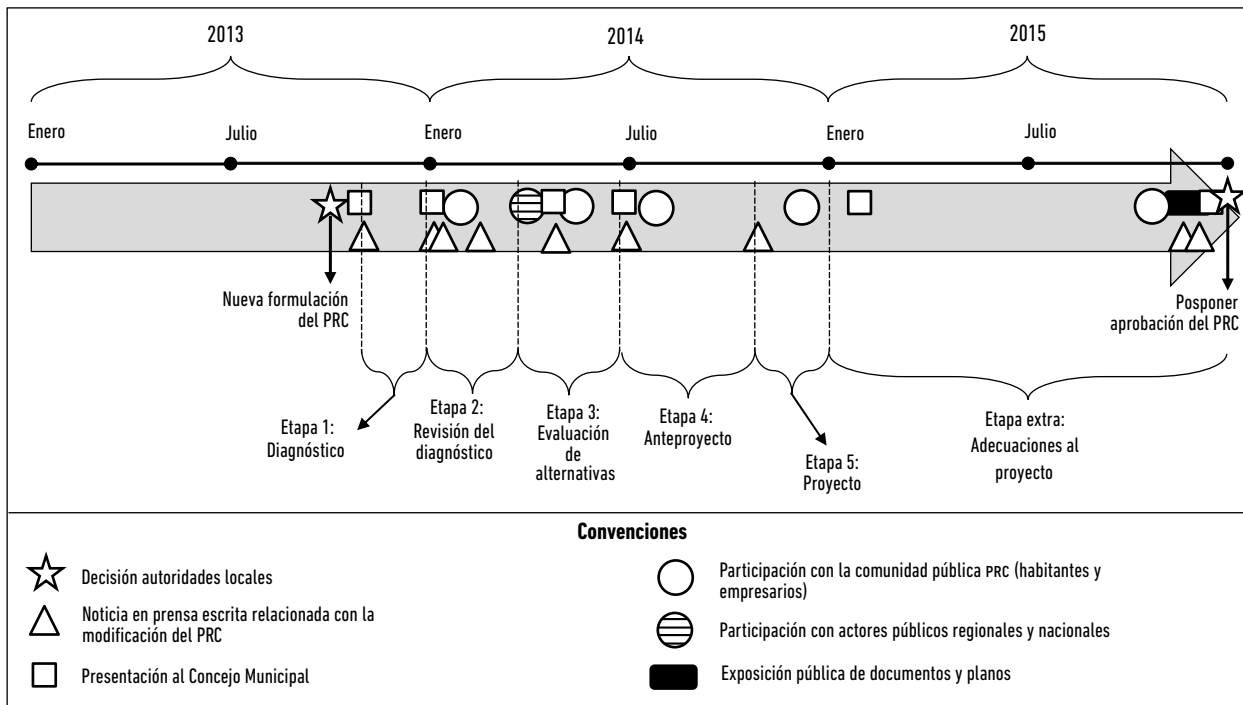 2013
2014
2015
Enero
Julio
Enero
Julio
Enero
Julio
Nueva formulación
del PRC
Posponer
aprobación del PRC
Etapa 1:
Diagnóstico
Etapa 2:
Revisión del
diagnóstico
Etapa 3:
Evaluación
de
alternativas
Etapa 4:
Anteproyecto
Etapa 5:
Proyecto
Etapa extra:
Adecuaciones al
proyecto
Convenciones
Decisión autoridades locales
Noticia en prensa escrita relacionada con la
modificación del PRC
Presentación al Concejo Municipal
Participación con la comunidad pública PRC (habitantes y
empresarios)
Participación con actores públicos regionales y nacionales
Exposición pública de documentos y planos